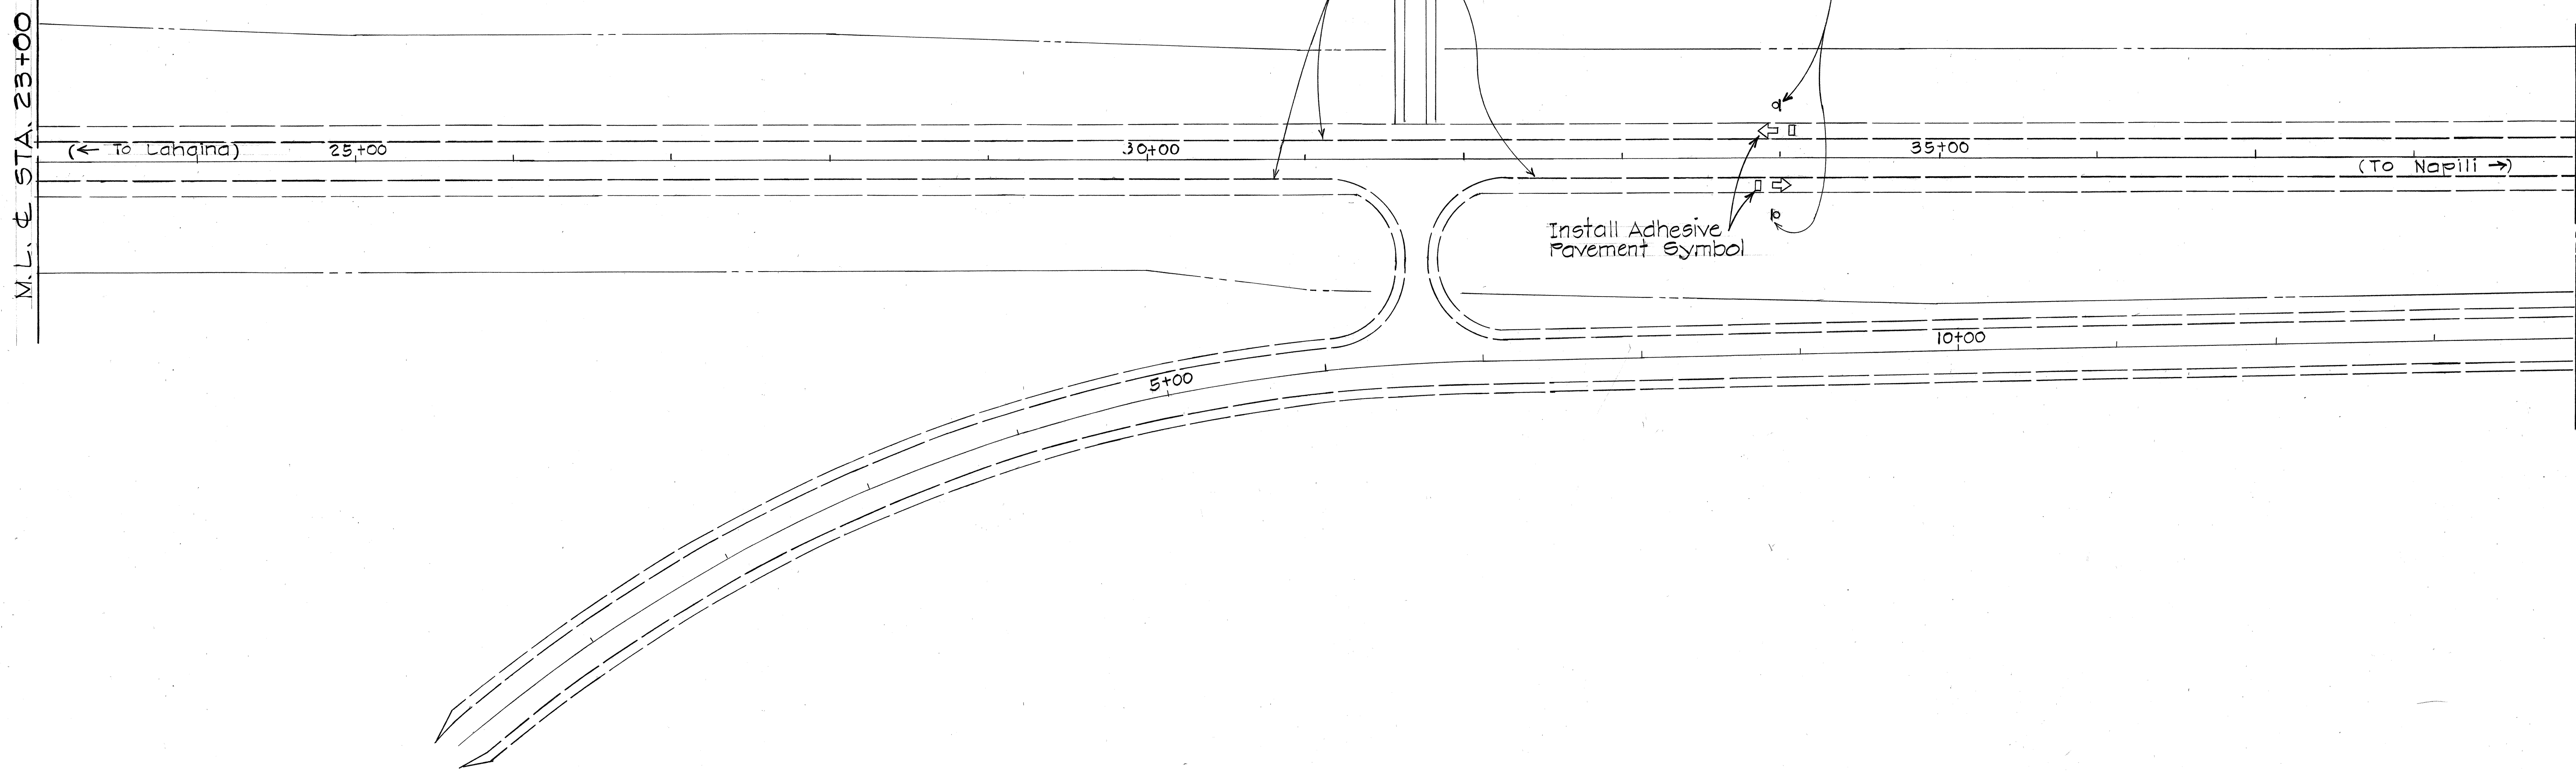 M.L. ℄ STA. 23+00
(← To Lahaina)
25+00
30+00
35+00
(To Napili →)
Install Adhesive
Pavement Symbol
10+00
5+00